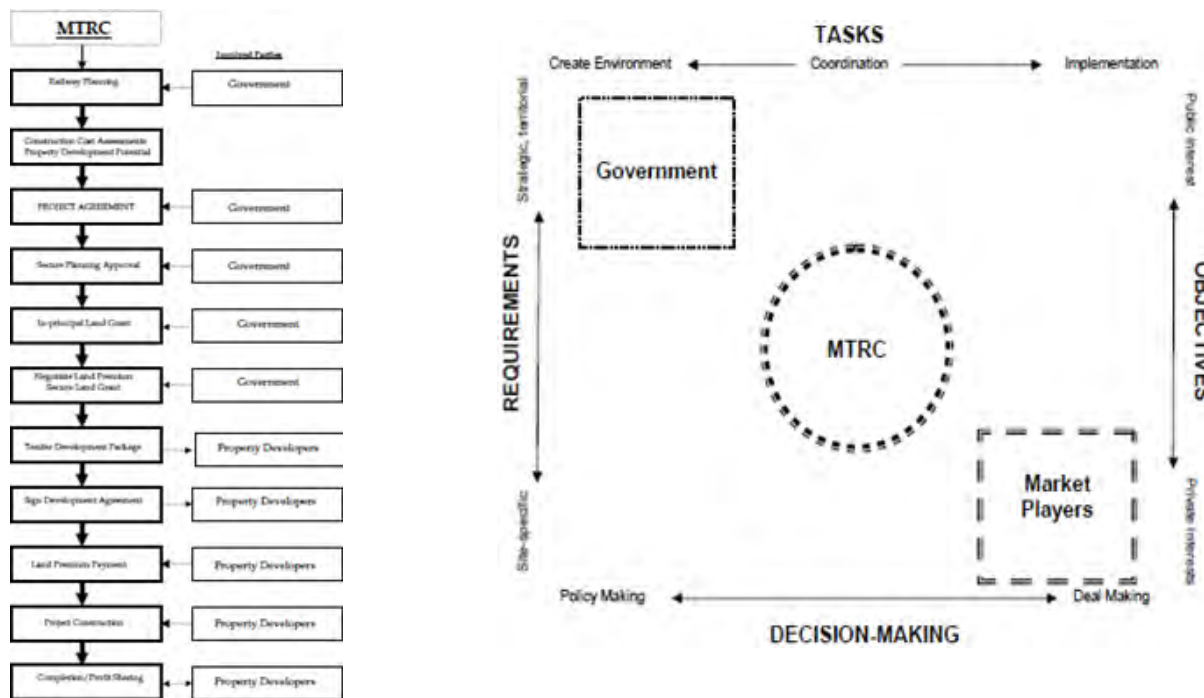 MTRC
Involved Parties
Railway Planning
Government
Construction Cost Assessments
Property Development Potential
PROJECT AGREEMENT
Government
Secure Planning Approval
Government
In-principal Land Grant
Government
Negotiate Land Premium
Secure Land Grant
Government
Tender Development Package
Property Developers
Sign Development Agreement
Property Developers
Land Premium Payment
Property Developers
Project Construction
Property Developers
Completion/Profit Sharing
Property Developers
TASKS
Create Environment
Coordination
Implementation
Strategic, territorial
REQUIREMENTS
Site-specific
Government
MTRC
Market
Players
Public Interest
OBJECTIVES
Private Interests
Policy Making
Deal Making
DECISION-MAKING